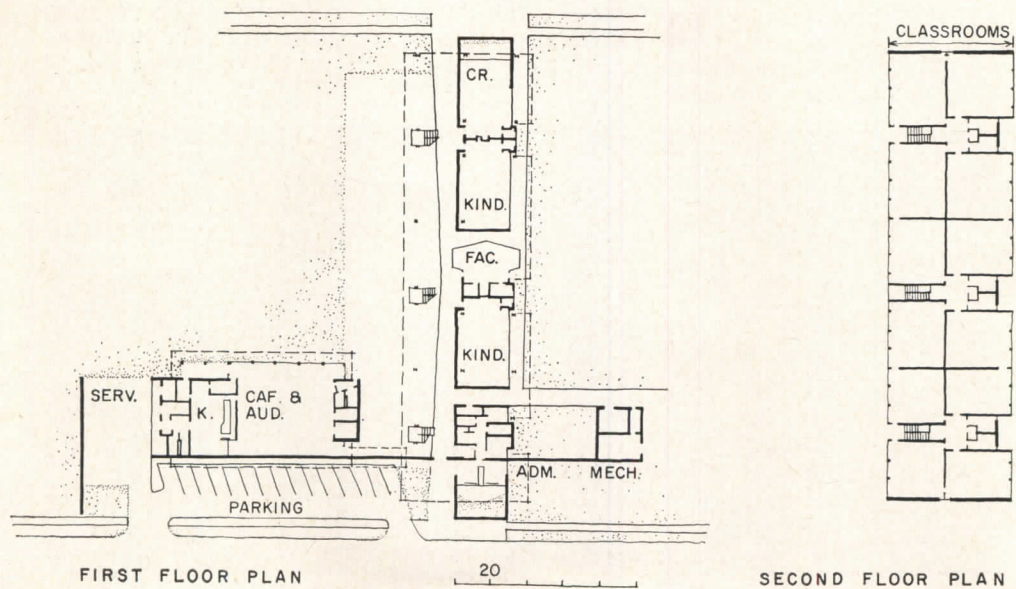 CLASSROOMS
CR.
KIND.
FAC.
KIND.
SERV.
K.
CAF. &
AUD.
ADM.
MECH.
PARKING
20
FIRST FLOOR PLAN
SECOND FLOOR PLAN